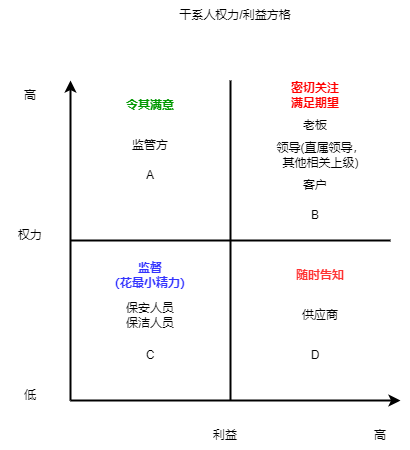 干系人权力/利益方格
高
令其满意
监管方
A
密切关注
满足期望
老板
领导(直属领导，
其他相关上级)
客户
B
权力
监督
(花最小精力)
保安人员
保洁人员
C
随时告知
供应商
D
低
利益
高